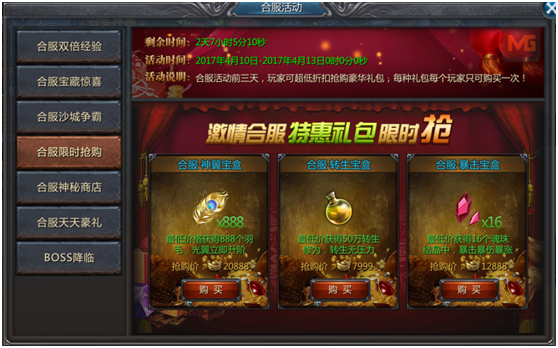 合服活动
合服双倍经验
合服宝藏惊喜
合服沙城争霸
合服限时抢购
合服神秘商店
合服天天豪礼
BOSS降临
剩余时间：2天7小时5分10秒
活动时间：2017年4月10日-2017年4月13日0时0分0秒
活动说明：合服活动前三天，玩家可超低折扣抢购豪华礼包；每种礼包每个玩家只可购买一次！
MG
激情合服 特惠礼包 限时抢
合服·神翼宝盒
x888
最低价格获得888个羽
毛，光翼立即升阶
抢购价 20888
购 买
合服·转生宝盒
最低价获得50万转生
修为，转生无压力
抢购价 7999
购 买
合服·暴击宝盒
x16
最低价获得16个魂珠
结晶中，暴击暴伤暴涨
抢购价 12888
购 买